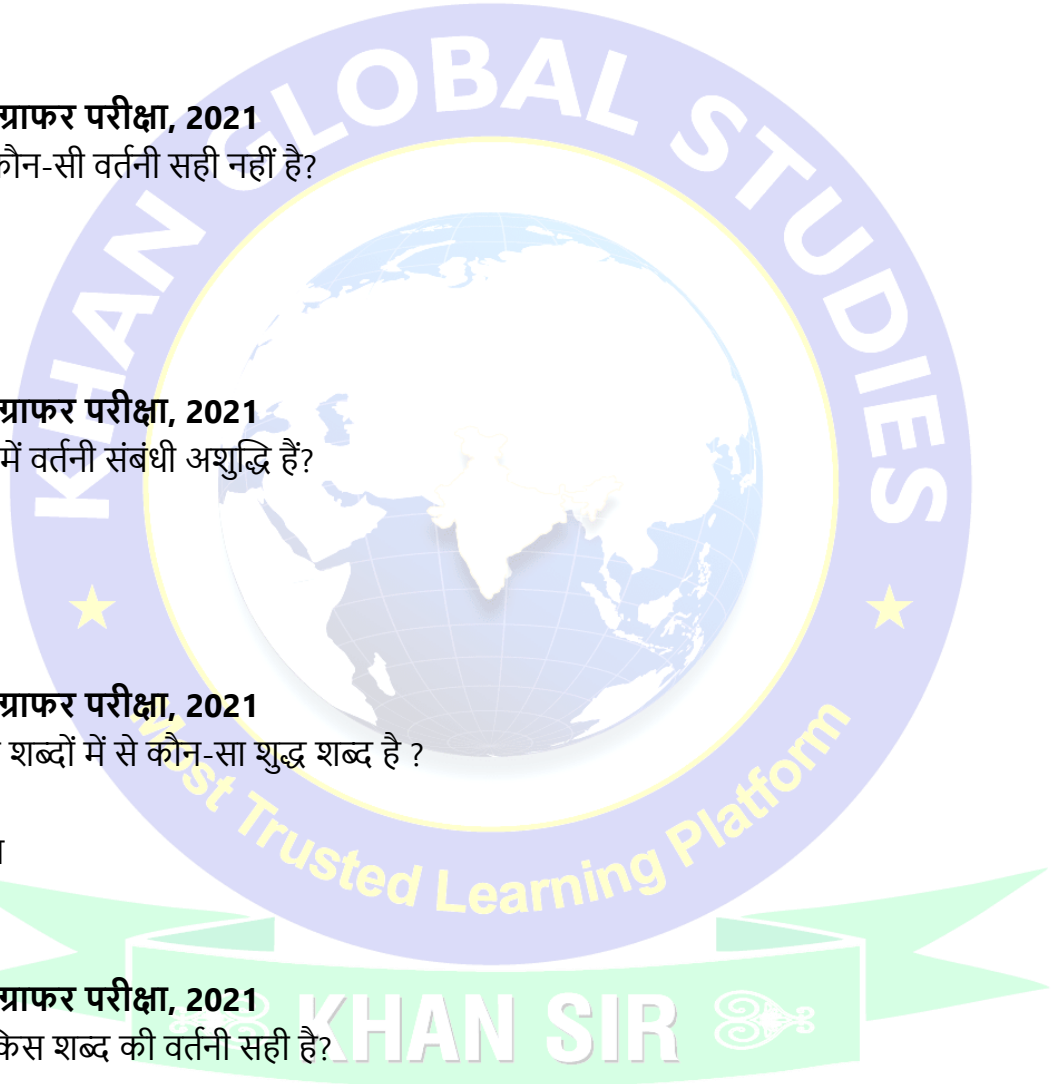 ग्राफर परीक्षा, 2021
कौन-सी वर्तनी सही नहीं है?
ग्राफर परीक्षा, 2021
में वर्तनी संबंधी अशुद्धि हैं?
ग्राफर परीक्षा, 2021
शब्दों में से कौन-सा शुद्ध शब्द है ?
ग्राफर परीक्षा, 2021
किस शब्द की वर्तनी सही है?
KHAN GLOBAL STUDIES
Most Trusted Learning Platform
KHAN SIR